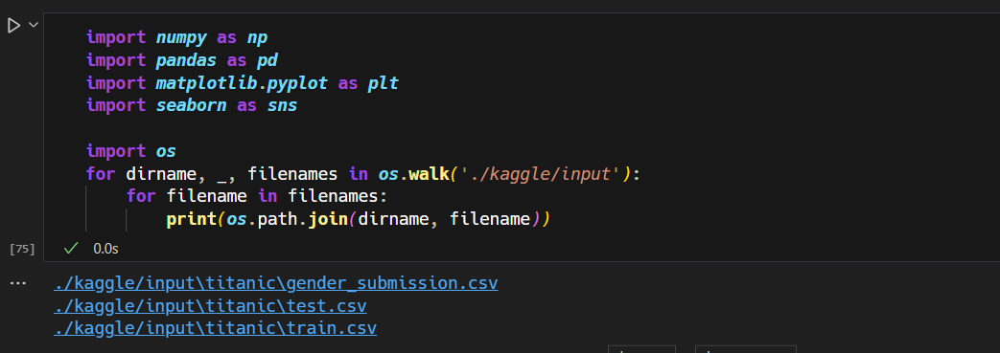 import numpy as np
import pandas as pd
import matplotlib.pyplot as plt
import seaborn as sns
import os
for dirname, _, filenames in os.walk('./kaggle/input'):
for filename in filenames:
print(os.path.join(dirname, filename))
[75] 0.0s
./kaggle/input\titanic\gender_submission.csv
./kaggle/input\titanic\test.csv
./kaggle/input\titanic\train.csv